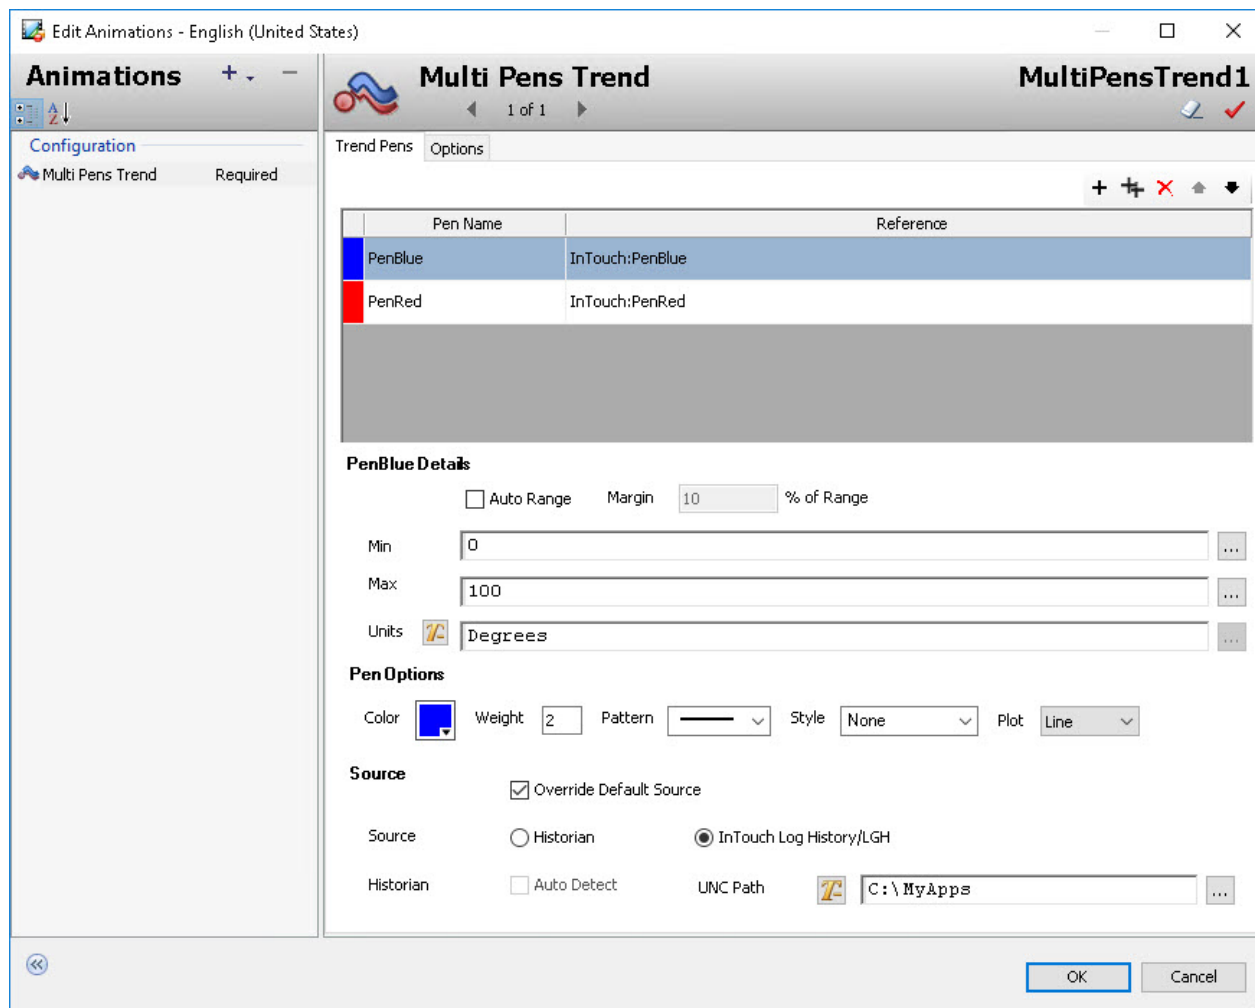 Edit Animations - English (United States)
Animations
Multi Pens Trend
MultiPensTrend1
1 of 1
A
Z
Configuration
Multi Pens Trend Required
Trend Pens Options
Pen Name Reference
PenBlue InTouch:PenBlue
PenRed InTouch:PenRed
PenBlue Details
Auto Range Margin 10 % of Range
Min 0 ...
Max 100 ...
Units Degrees ...
Pen Options
Color Weight 2 Pattern Style None Plot Line
Source
Override Default Source
Source Historian InTouch Log History/LGH
Historian Auto Detect UNC Path C:\MyApps ...
OK Cancel